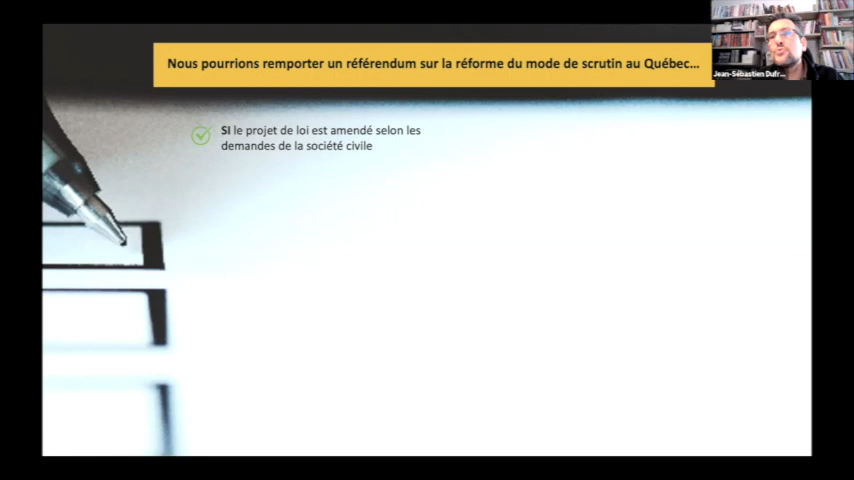 Nous pourrions remporter un référendum sur la réforme du mode de scrutin au Québec...
Jean-Sébastien Dufr...
SI le projet de loi est amendé selon les
demandes de la société civile